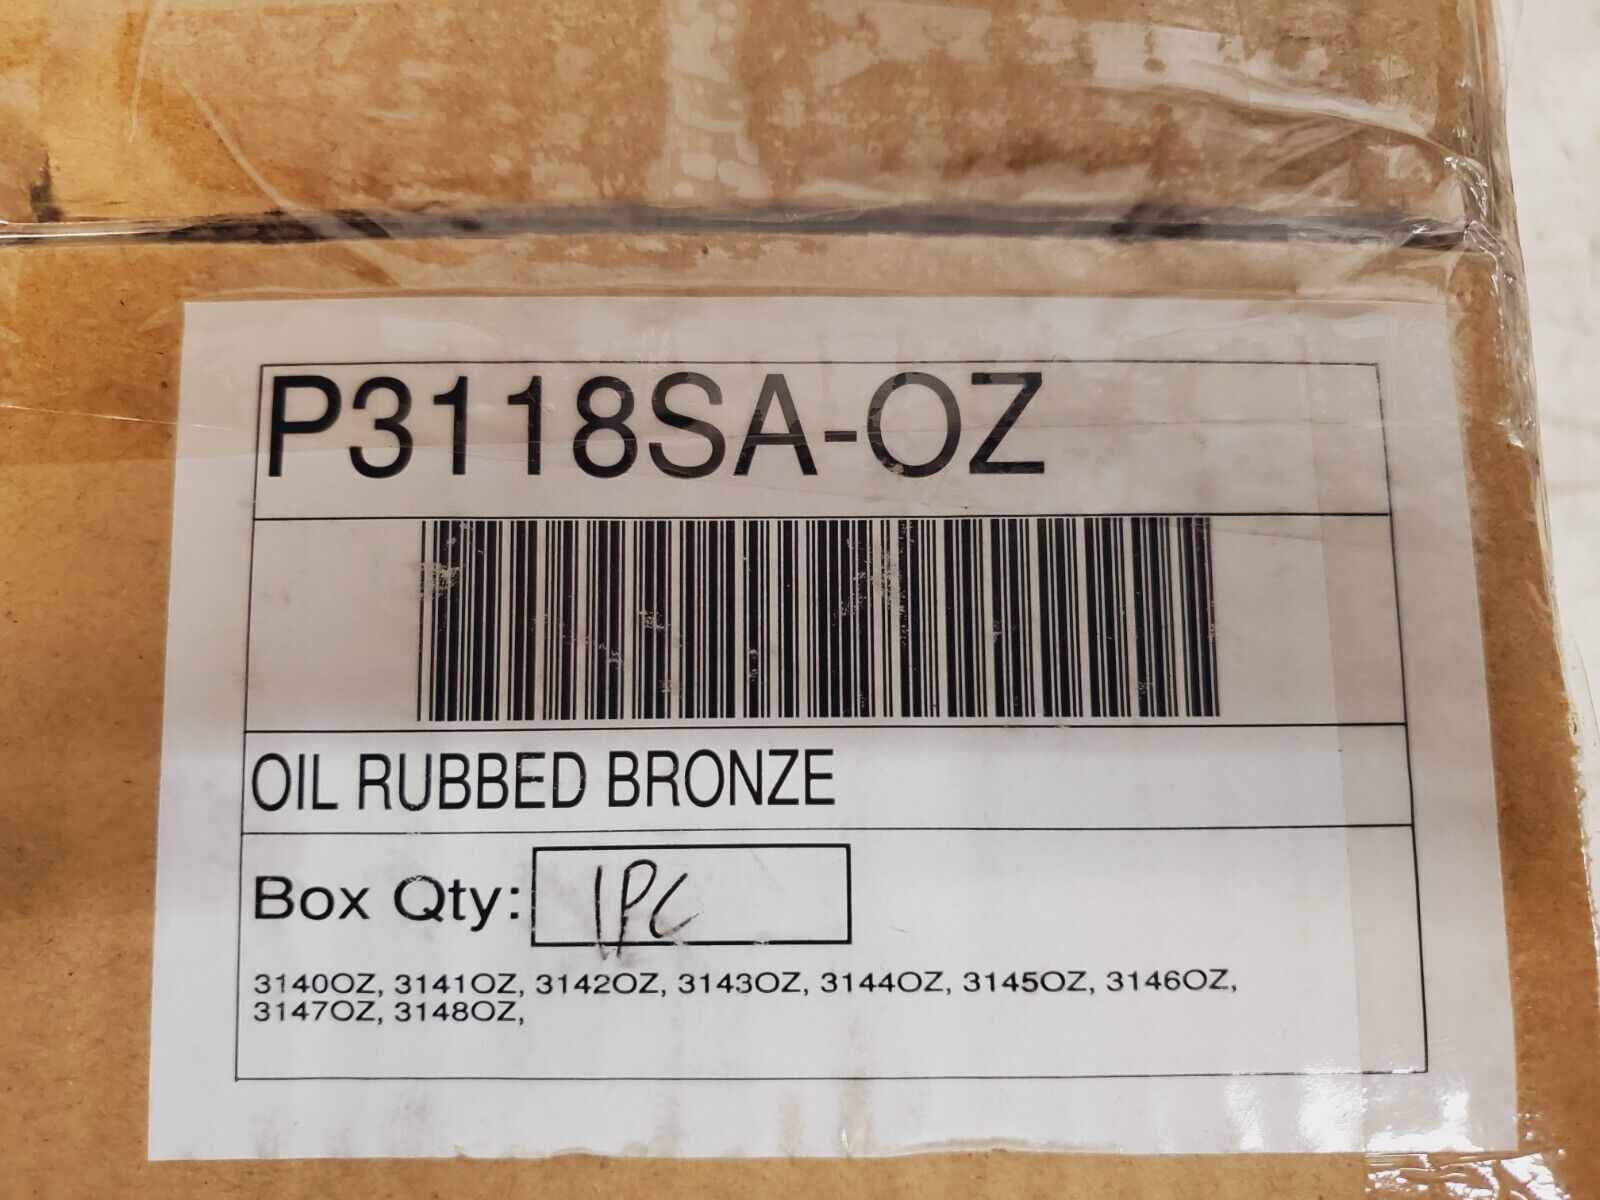 P3118SA-OZ
OIL RUBBED BRONZE
Box Qty: 1PC
3140OZ, 3141OZ, 3142OZ, 3143OZ, 3144OZ, 3145OZ, 3146OZ,
3147OZ, 3148OZ,